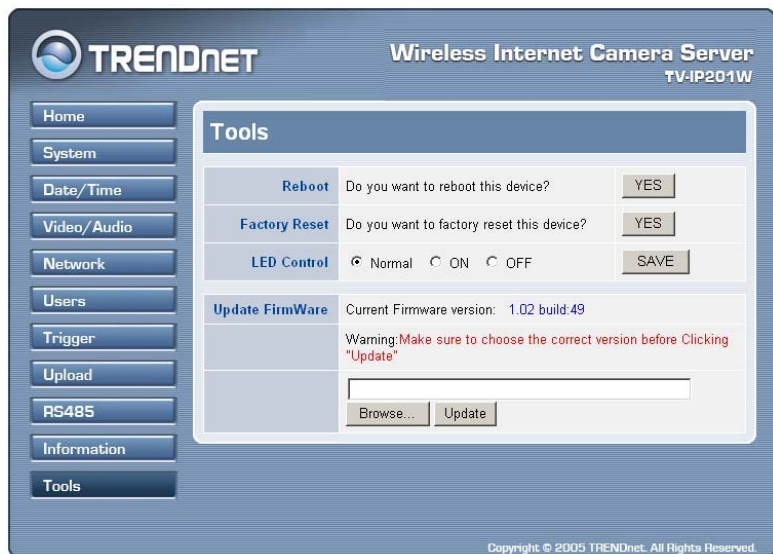 TRENDNET
Wireless Internet Camera Server
TV-IP201W
Home
System
Date/Time
Video/Audio
Network
Users
Trigger
Upload
RS485
Information
Tools
Tools
Reboot Do you want to reboot this device? YES
Factory Reset Do you want to factory reset this device? YES
LED Control Normal ON OFF SAVE
Update FirmWare Current Firmware version: 1.02 build:49
Warning:Make sure to choose the correct version before Clicking
"Update"
Browse... Update
Copyright © 2005 TRENDnet. All Rights Reserved.